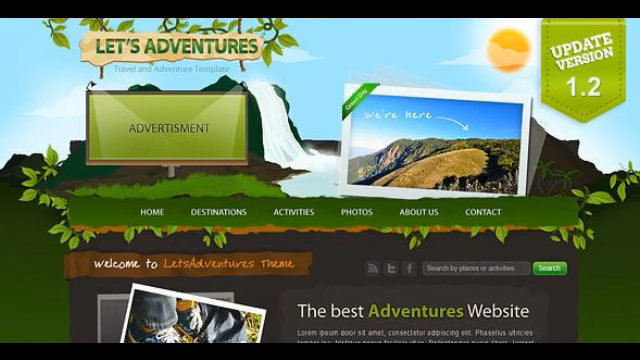 LET'S ADVENTURES
Travel and Adventure Template
UPDATE
VERSION
1.2
ADVERTISMENT
Green Day
we're here
HOME DESTINATIONS ACTIVITIES PHOTOS ABOUT US CONTACT
welcome to LetsAdventures Theme
Search by places or activities
Search
The best Adventures Website
Lorem ipsum dolor sit amet, consectetur adipiscing elit. Phasellus ultricies